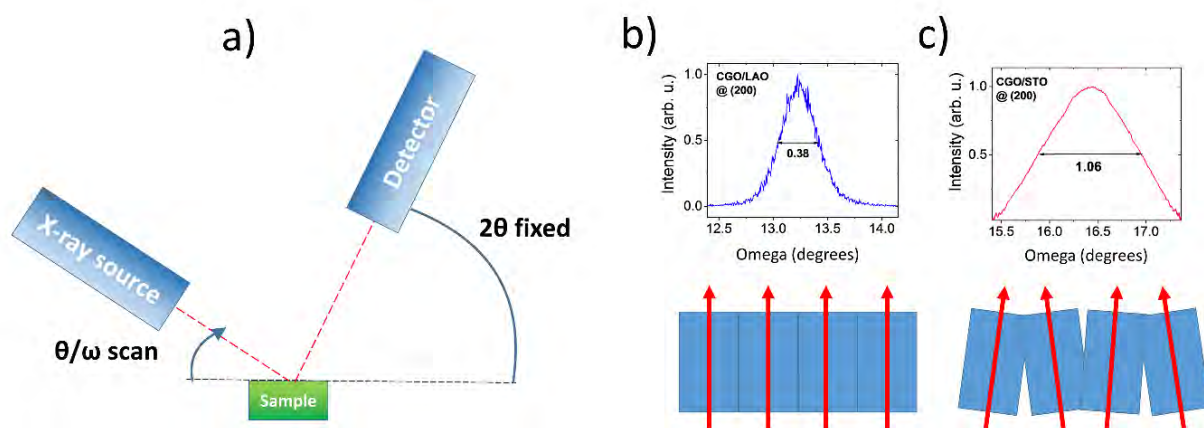 a)
X-ray source
Detector
2θ fixed
θ/ω scan
Sample
b)
CGO/LAO
@ (200)
Intensity (arb. u.)
1.0
0.5
0.0
0.38
12.5 13.0 13.5 14.0
Omega (degrees)
c)
CGO/STO
@ (200)
Intensity (arb. u.)
1.0
0.5
1.06
15.5 16.0 16.5 17.0
Omega (degrees)